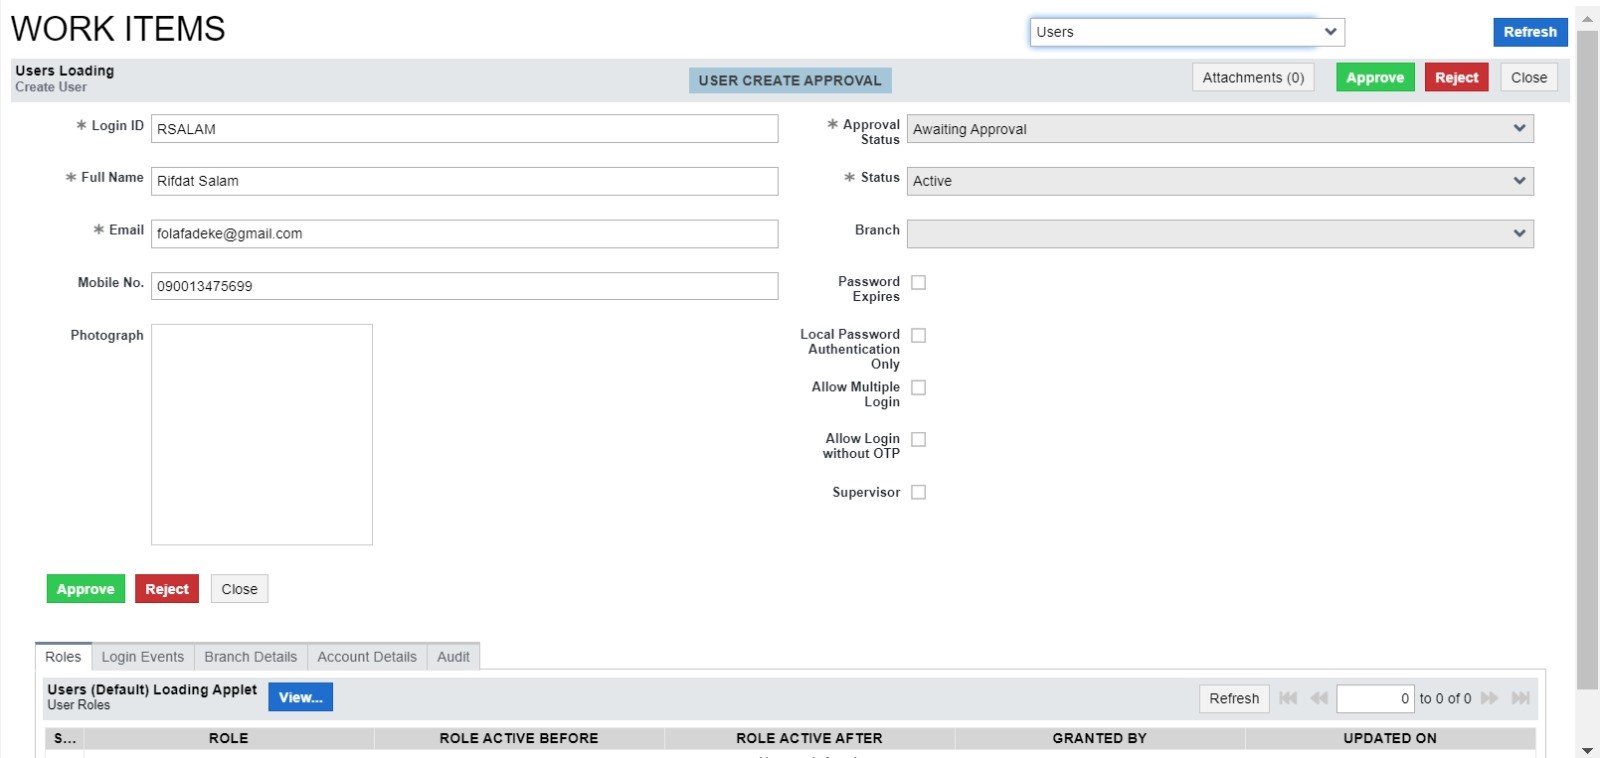 WORK ITEMS
Users
Refresh
Users Loading
Create User
USER CREATE APPROVAL
Attachments (0)
Approve
Reject
Close
* Login ID
RSALAM
* Approval Status
Awaiting Approval
* Full Name
Rifdat Salam
* Status
Active
* Email
folafadeke@gmail.com
Branch
Mobile No.
090013475699
Password
Expires
Photograph
Local Password
Authentication
Only
Allow Multiple
Login
Allow Login
without OTP
Supervisor
Approve
Reject
Close
Roles
Login Events
Branch Details
Account Details
Audit
Users (Default) Loading Applet
User Roles
View...
Refresh
0 to 0 of 0
S... ROLE ROLE ACTIVE BEFORE ROLE ACTIVE AFTER GRANTED BY UPDATED ON